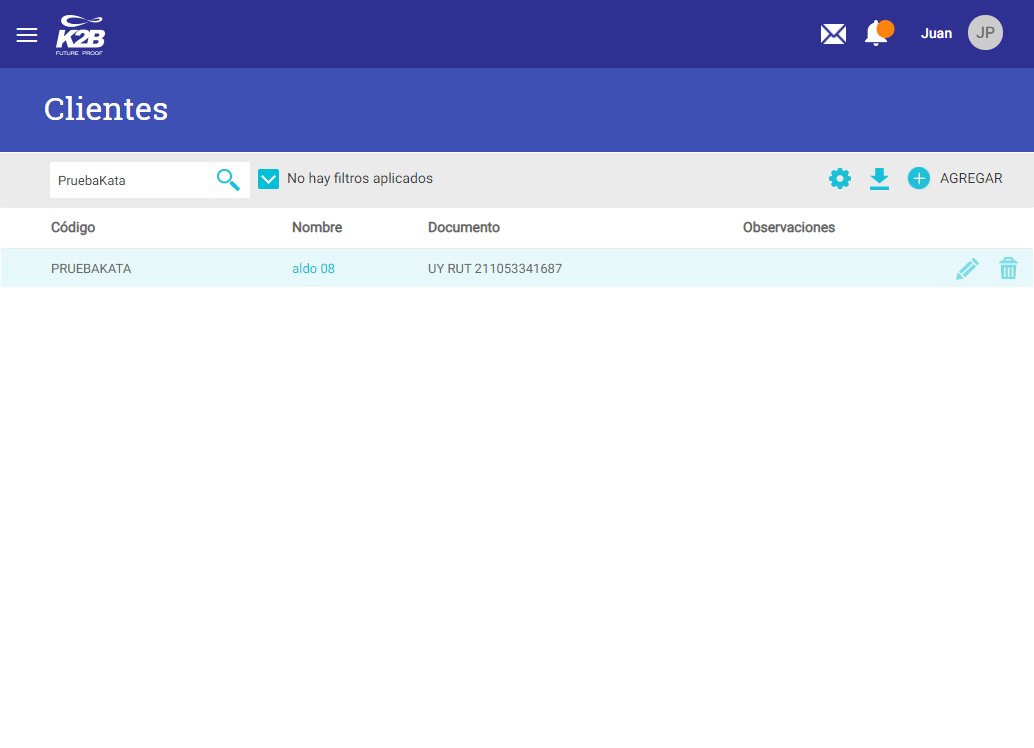 K2B
FUTURE PROOF
Juan
JP
Clientes
PruebaKata
No hay filtros aplicados
AGREGAR
Código Nombre Documento Observaciones
PRUEBAKATA aldo 08 UY RUT 211053341687